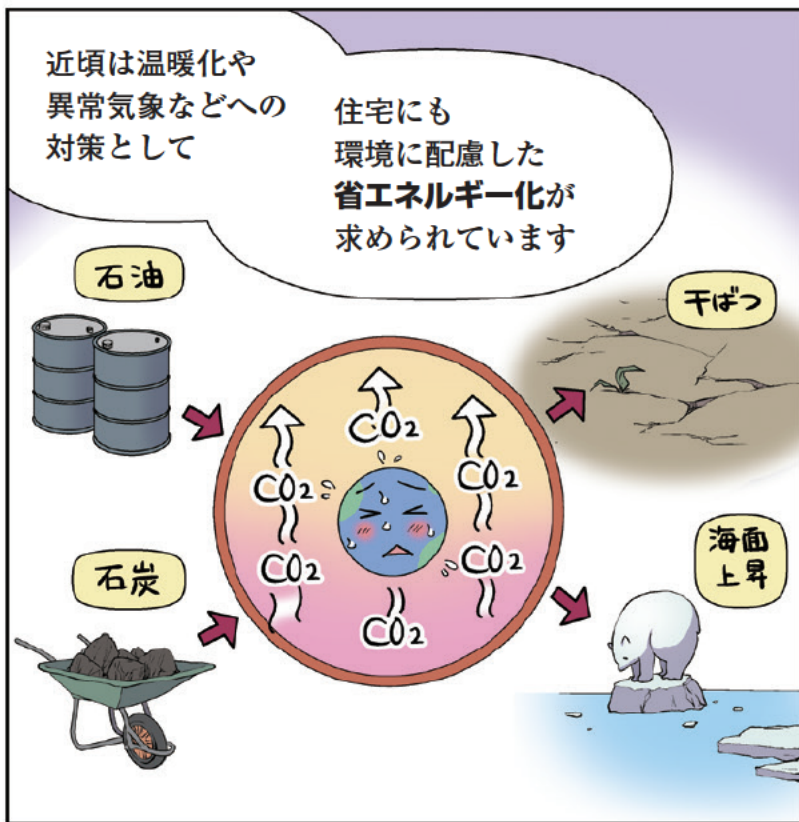 近頃は温暖化や
異常気象などへの
対策として
住宅にも
環境に配慮した
省エネルギー化が
求められています
石油
干ばつ
CO2
CO2
CO2
CO2
CO2
CO2
CO2
石炭
海面
上昇